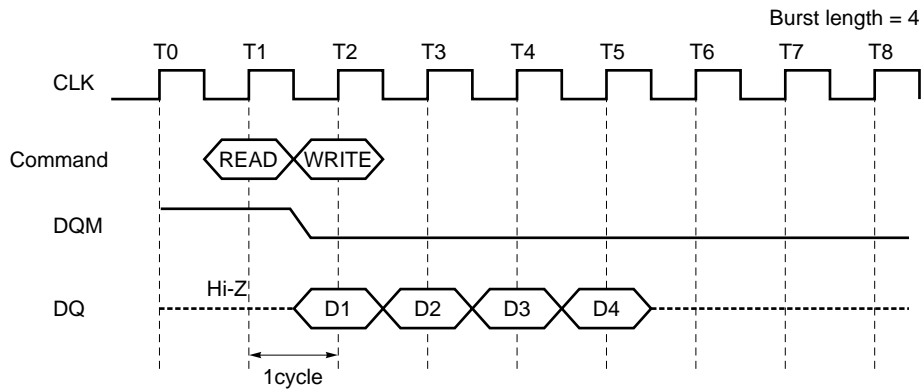 Burst length = 4
T0 T1 T2 T3 T4 T5 T6 T7 T8
CLK
Command READ WRITE
DQM
Hi-Z
DQ D1 D2 D3 D4
1cycle